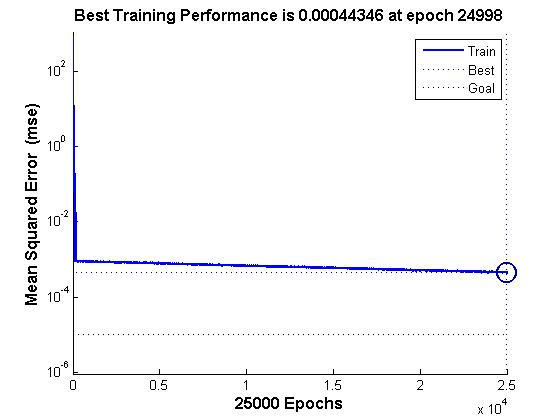 Best Training Performance is 0.00044346 at epoch 24998
Train
Best
Goal
Mean Squared Error (mse)
10^2
10^0
10^-2
10^-4
10^-6
0 0.5 1 1.5 2 2.5
x 10^4
25000 Epochs